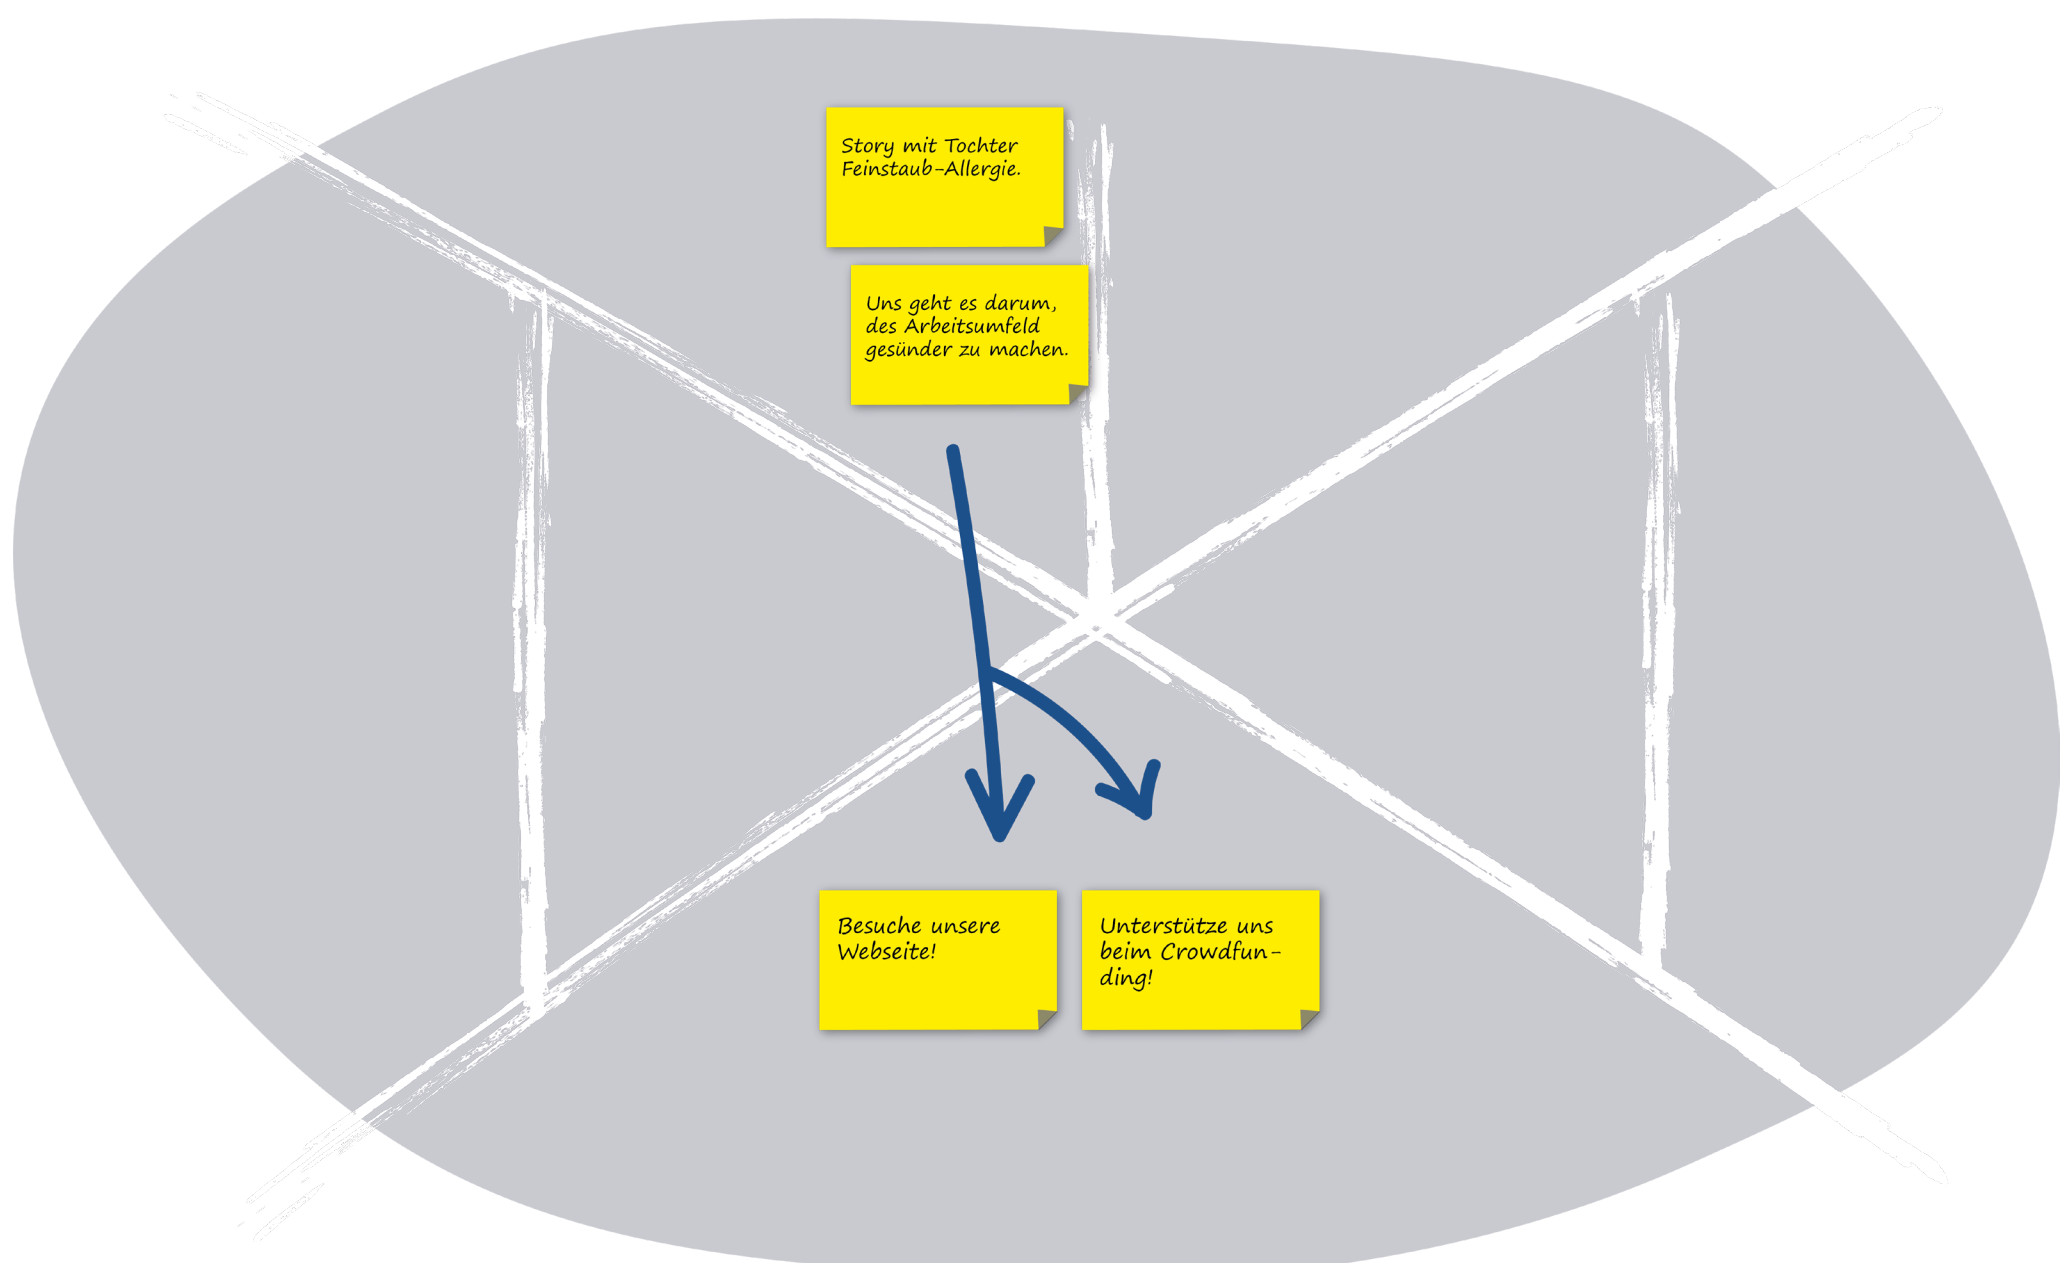 Story mit Tochter
Feinstaub-Allergie.
Uns geht es darum,
des Arbeitsumfeld
gesünder zu machen.
Besuche unsere
Webseite!
Unterstütze uns
beim Crowdfun-
ding!